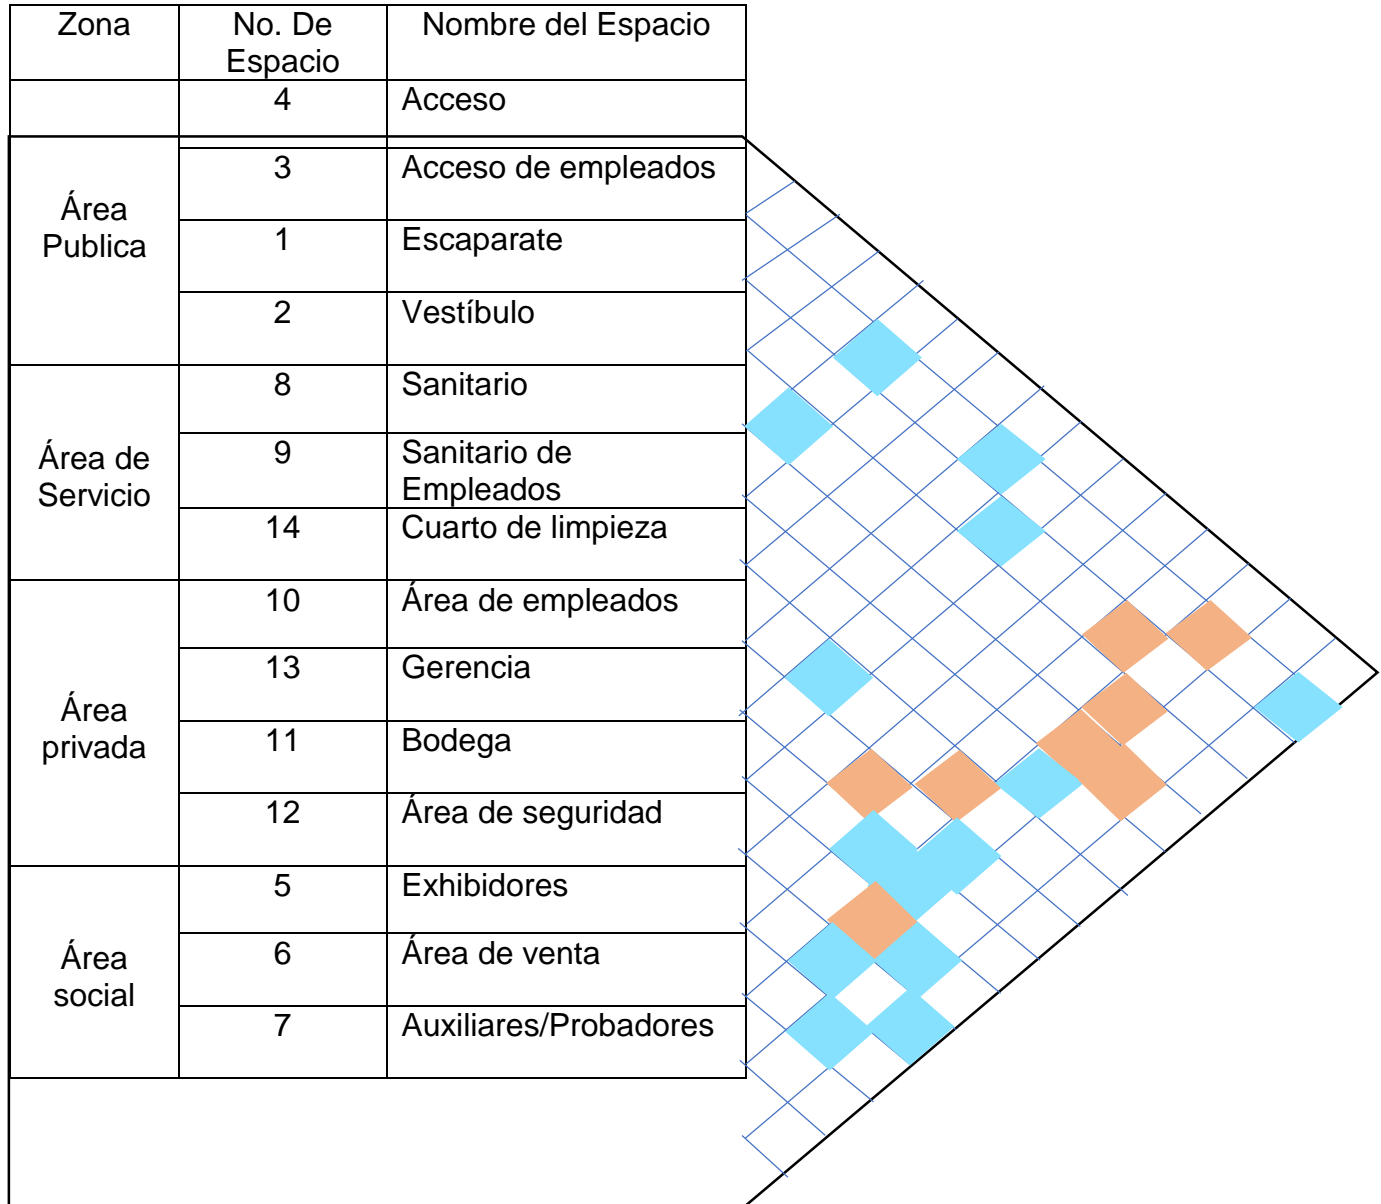 Zona No. De Nombre del Espacio
Espacio
4 Acceso
3 Acceso de empleados
Área
Publica
1 Escaparate
2 Vestíbulo
8 Sanitario
Área de
Servicio
9 Sanitario de
Empleados
14 Cuarto de limpieza
10 Área de empleados
13 Gerencia
Área
privada
11 Bodega
12 Área de seguridad
5 Exhibidores
Área
social
6 Área de venta
7 Auxiliares/Probadores